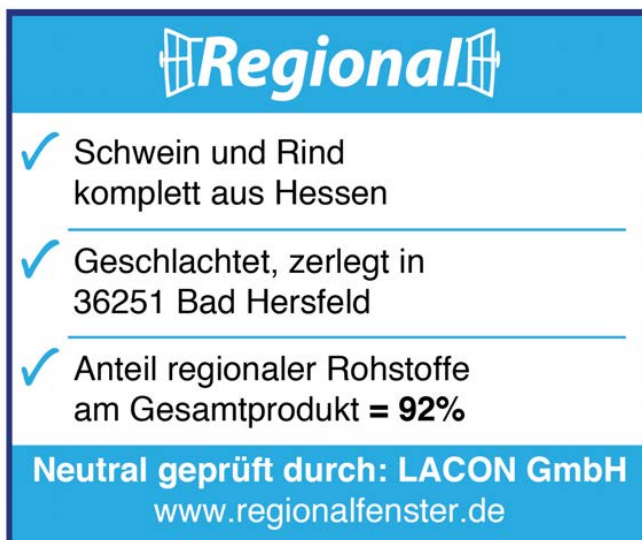 Regional
Schwein und Rind
komplett aus Hessen
Geschlachtet, zerlegt in
36251 Bad Hersfeld
Anteil regionaler Rohstoffe
am Gesamtprodukt = 92%
Neutral geprüft durch: LACON GmbH
www.regionalfenster.de